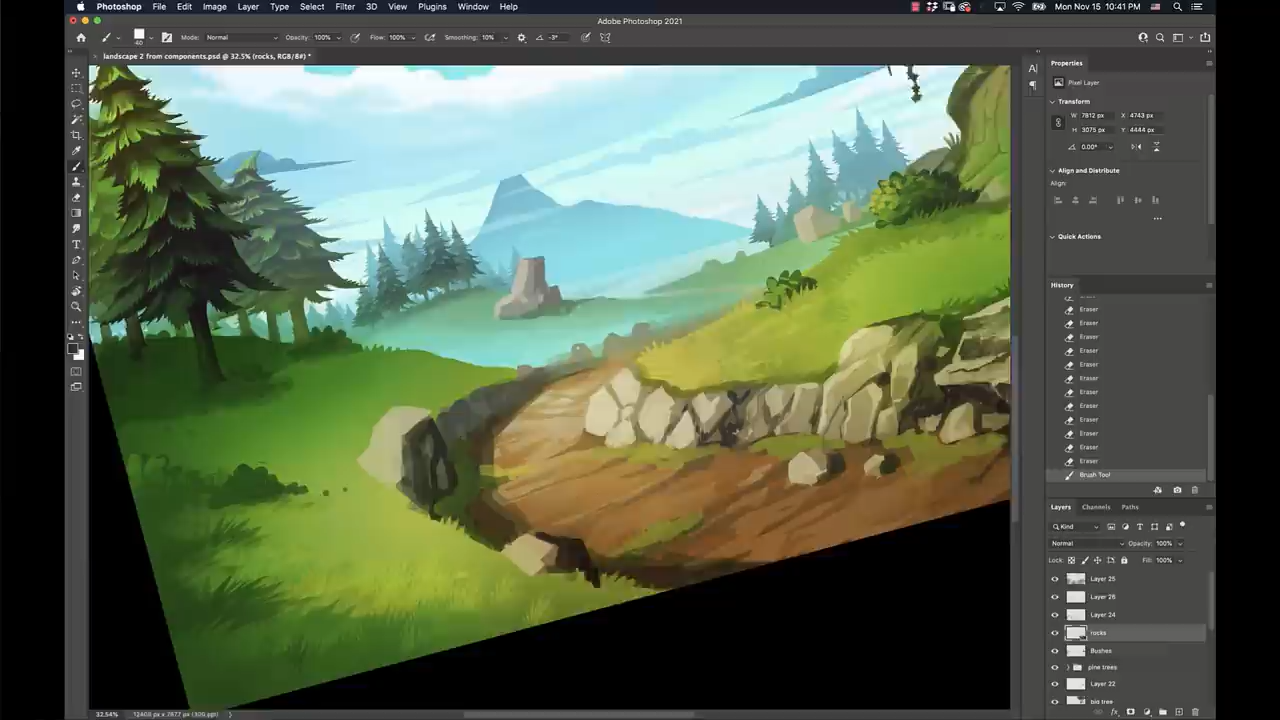 Photoshop File Edit Image Layer Type Select Filter 3D View Plugins Window Help Mon Nov 15 10:41 PM
Adobe Photoshop 2021
40 Mode: Normal Opacity: 100% Flow: 100% Smoothing: 10% -3°
landscape 2 from components.psd @ 32.5% (rocks, RGB/8#) *
Properties
Pixel Layer
Transform
W 7812 px X 4743 px
H 3075 px Y 4444 px
0.00°
Align and Distribute
Align:
Quick Actions
History
Eraser
Eraser
Eraser
Eraser
Eraser
Eraser
Eraser
Eraser
Eraser
Eraser
Eraser
Eraser
Eraser
Brush Tool
Layers Channels Paths
Kind
Normal Opacity: 100%
Lock: Fill: 100%
Layer 25
Layer 26
Layer 24
rocks
Bushes
pine trees
Layer 22
big tree
32.54%